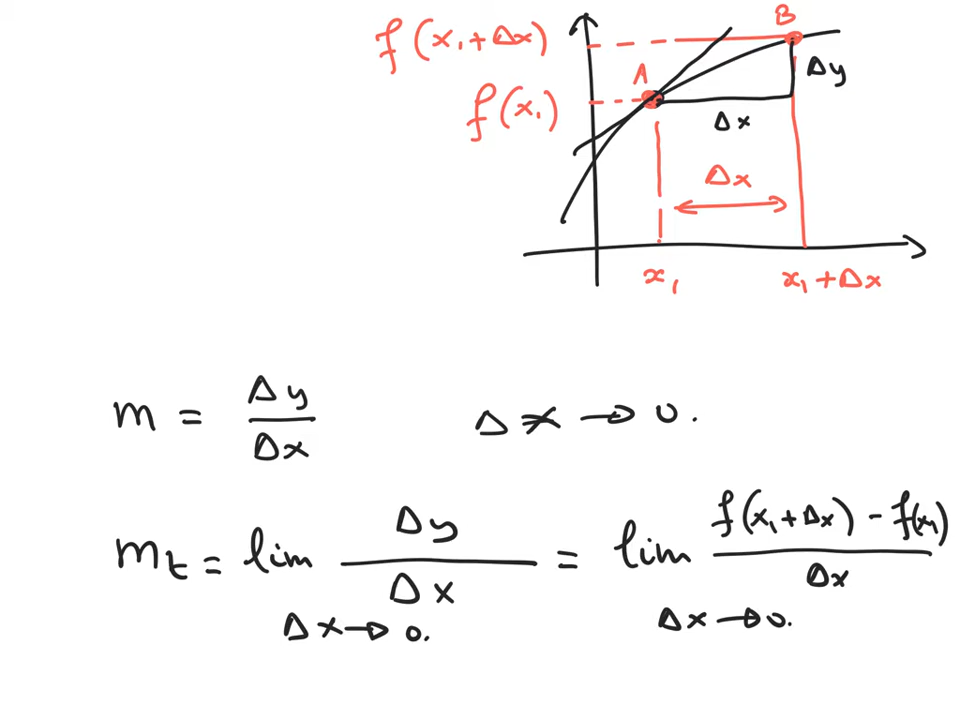 f(x₁+Δx)
B
A
Δy
f(x₁)
Δx
Δx
x₁
x₁+Δx
m = Δy/Δx    Δx → 0.
m_t = lim Δy/Δx = lim (f(x₁+Δx) - f(x₁))/Δx
Δx → 0.    Δx → 0.